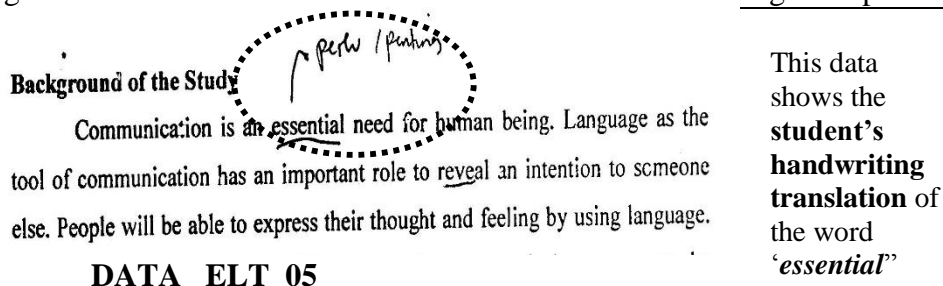 perlu / penting
Background of the Study
Communication is an essential need for human being. Language as the
tool of communication has an important role to reveal an intention to someone
else. People will be able to express their thought and feeling by using language.
DATA ELT 05
This data
shows the
student's
handwriting
translation of
the word
'essential”